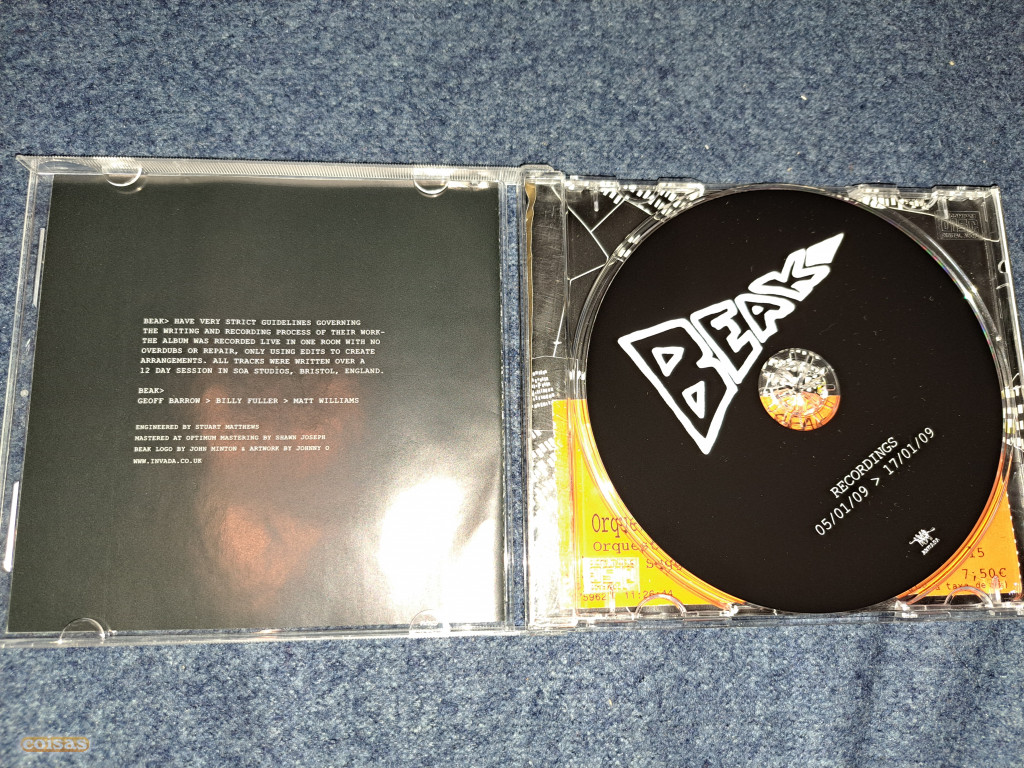 BEAK> HAVE VERY STRICT GUIDELINES GOVERNING
THE WRITING AND RECORDING PROCESS OF THEIR WORK-
THE ALBUM WAS RECORDED LIVE IN ONE ROOM WITH NO
OVERDUBS OR REPAIR, ONLY USING EDITS TO CREATE
ARRANGEMENTS. ALL TRACKS WERE WRITTEN OVER A
12 DAY SESSION IN SOA STUDIOS, BRISTOL, ENGLAND.
BEAK>
GEOFF BARROW > BILLY FULLER > MATT WILLIAMS
ENGINEERED BY STUART MATTHEWS
MASTERED AT OPTIMUM MASTERING BY SHAWN JOSEPH
BEAK LOGO BY JOHN MINTON & ARTWORK BY JOHNNY O
WWW.INVADA.CO.UK
BEAK
RECORDINGS
05/01/09 > 17/01/09
INVADA
Orque
Orquest
15
7,50€
coisas